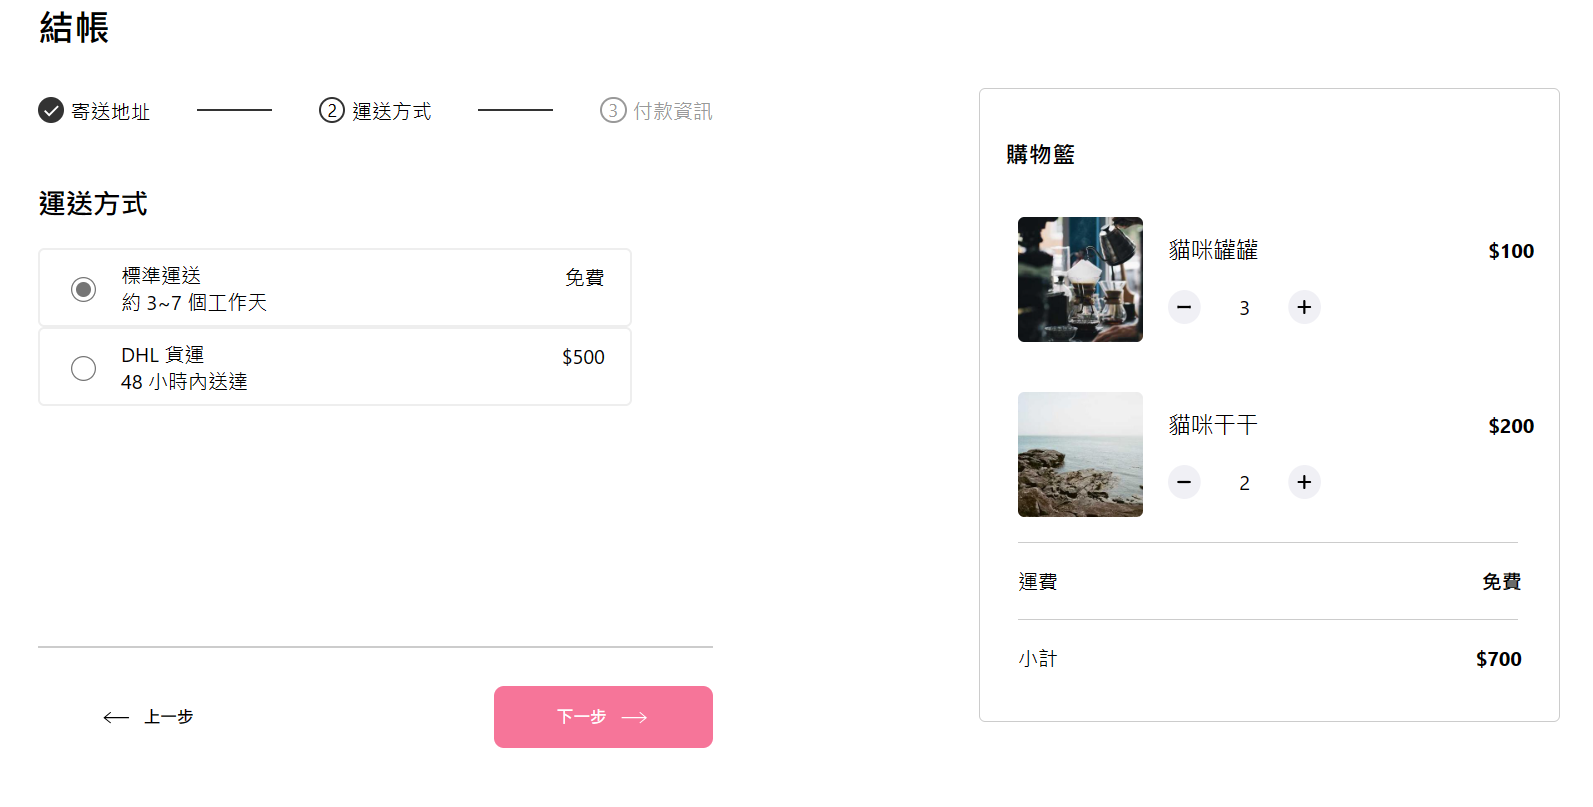 結帳
寄送地址
2 運送方式
3 付款資訊
運送方式
標準運送
約 3~7 個工作天
免費
DHL 貨運
48 小時內送達
$500
上一步
下一步
購物籃
貓咪罐罐
$100
3
貓咪干干
$200
2
運費
免費
小計
$700